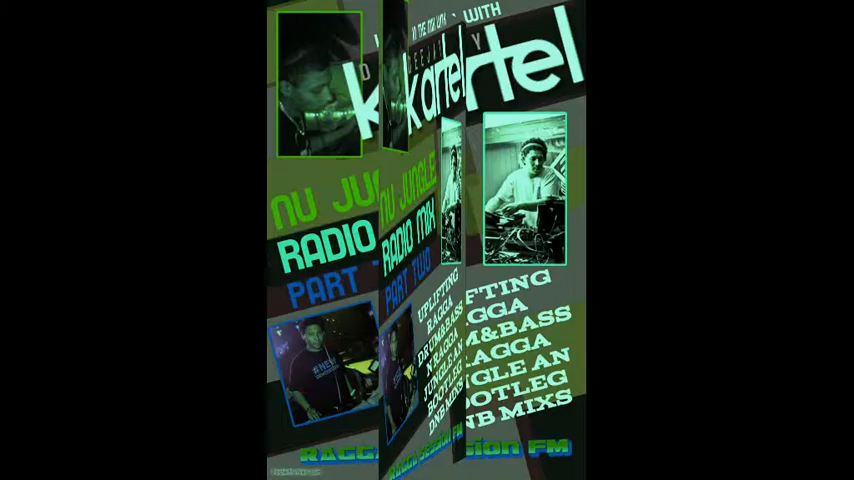 IN THE MIX WITH
DEEJAY
kartel
NU JUNGLE
RADIO MIX
PART TWO
UPLIFTING
RAGGA
DRUM&BASS
N RAGGA
JUNGLE AN
BOOTLEG
DNB MIXS
RAGGA SESSION FM